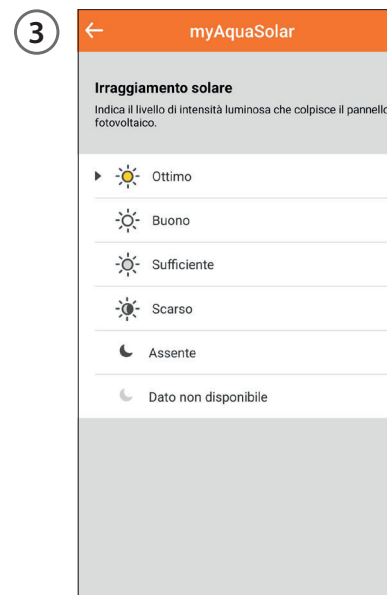 3
myAquaSolar
Irraggiamento solare
Indica il livello di intensità luminosa che colpisce il pannello
fotovoltaico.
Ottimo
Buono
Sufficiente
Scarso
Assente
Dato non disponibile